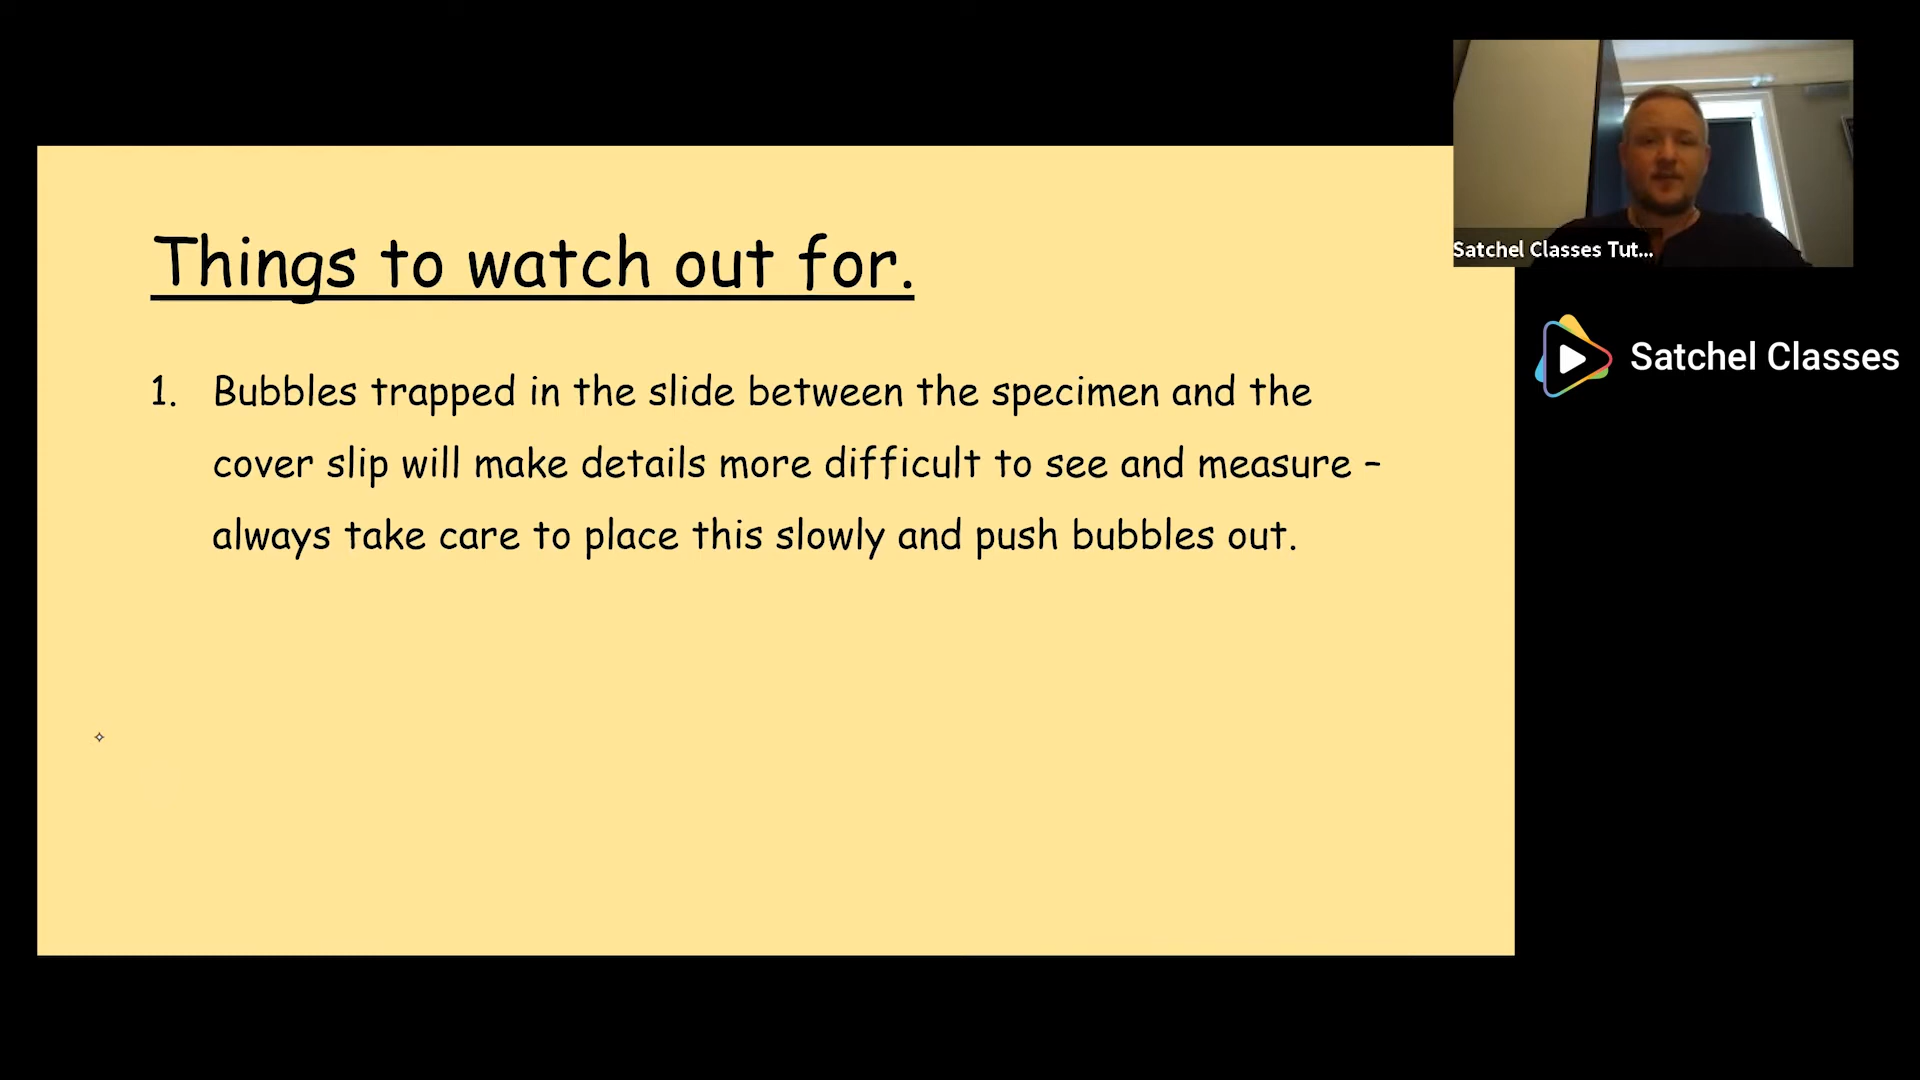 Things to watch out for.
1. Bubbles trapped in the slide between the specimen and the
cover slip will make details more difficult to see and measure –
always take care to place this slowly and push bubbles out.
Satchel Classes Tut...
Satchel Classes